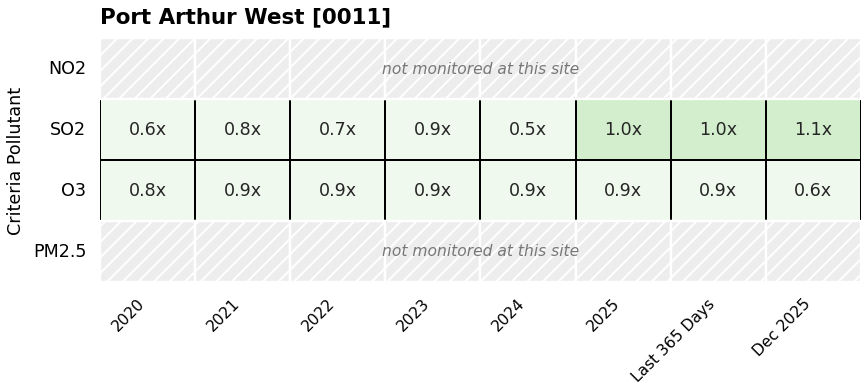 Port Arthur West [0011]
Criteria Pollutant
NO2 not monitored at this site
SO2 0.6x 0.8x 0.7x 0.9x 0.5x 1.0x 1.0x 1.1x
O3 0.8x 0.9x 0.9x 0.9x 0.9x 0.9x 0.9x 0.6x
PM2.5 not monitored at this site
2020 2021 2022 2023 2024 2025 Last 365 Days Dec 2025